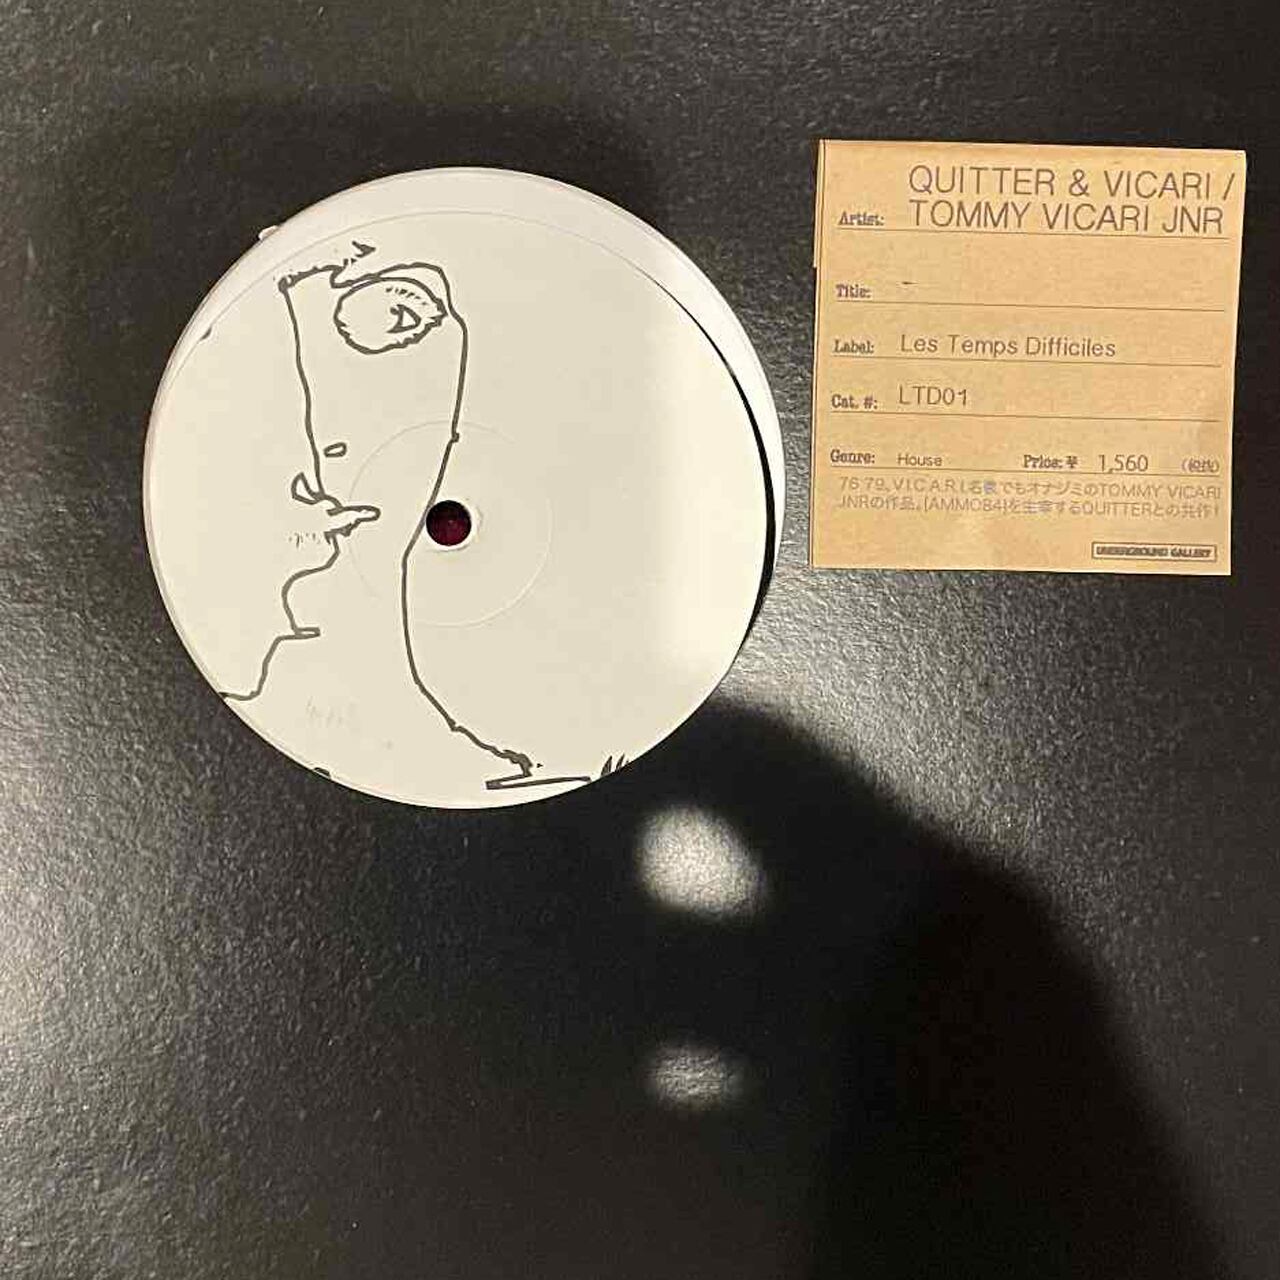 Artist: QUITTER & VICARI /
TOMMY VICARI JNR
Title: -
Label: Les Temps Difficiles
Cat. #: LTD01
Genre: House Price: ¥ 1,560 (税抜)
76 79, V.I.C.A.R.I.名義でもオナジミのTOMMY VICARI
JNRの作品。[AMMO84]を主宰するQUITTERとの共作!
UNDERGROUND GALLERY